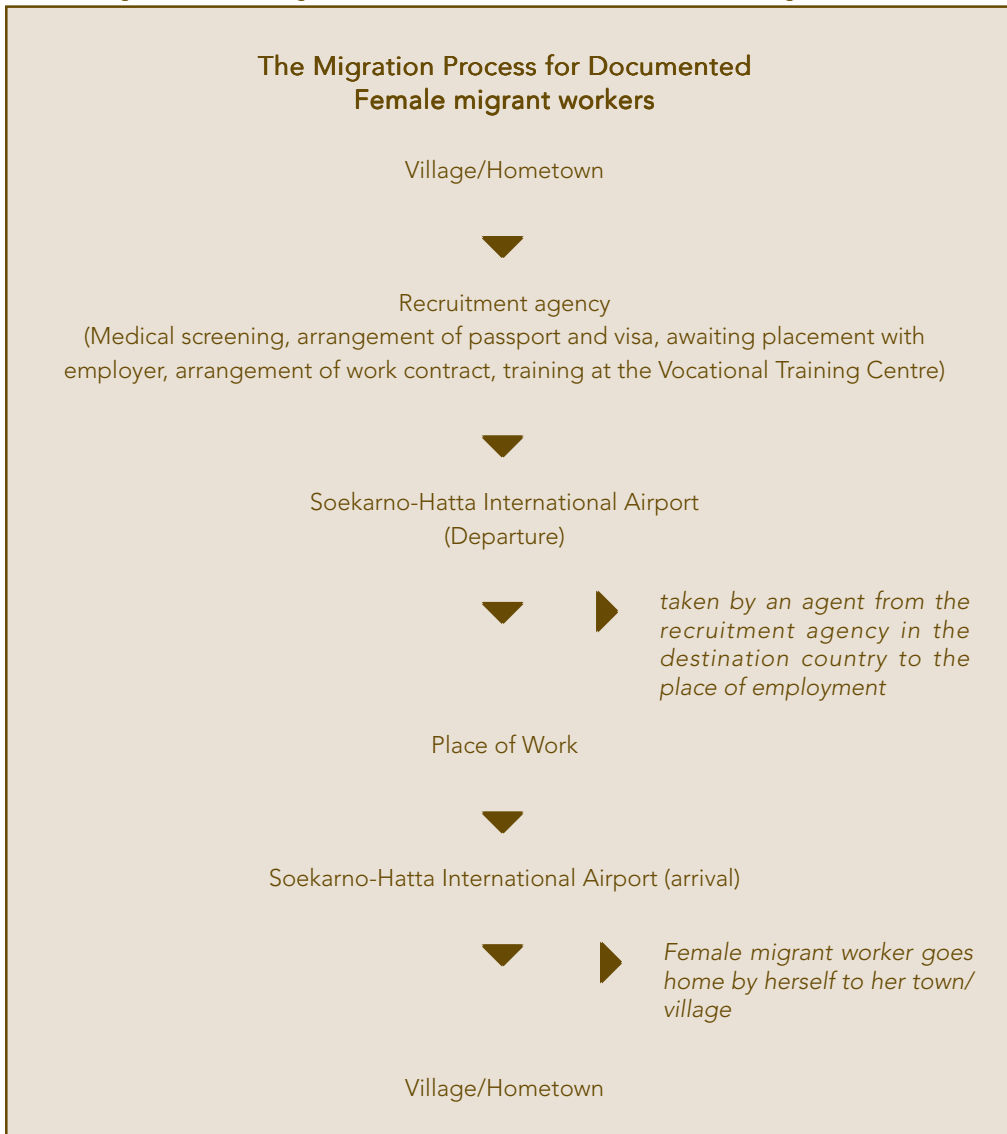 The Migration Process for Documented
Female migrant workers
Village/Hometown
Recruitment agency
(Medical screening, arrangement of passport and visa, awaiting placement with
employer, arrangement of work contract, training at the Vocational Training Centre)
Soekarno-Hatta International Airport
(Departure)
taken by an agent from the
recruitment agency in the
destination country to the
place of employment
Place of Work
Soekarno-Hatta International Airport (arrival)
Female migrant worker goes
home by herself to her town/
village
Village/Hometown